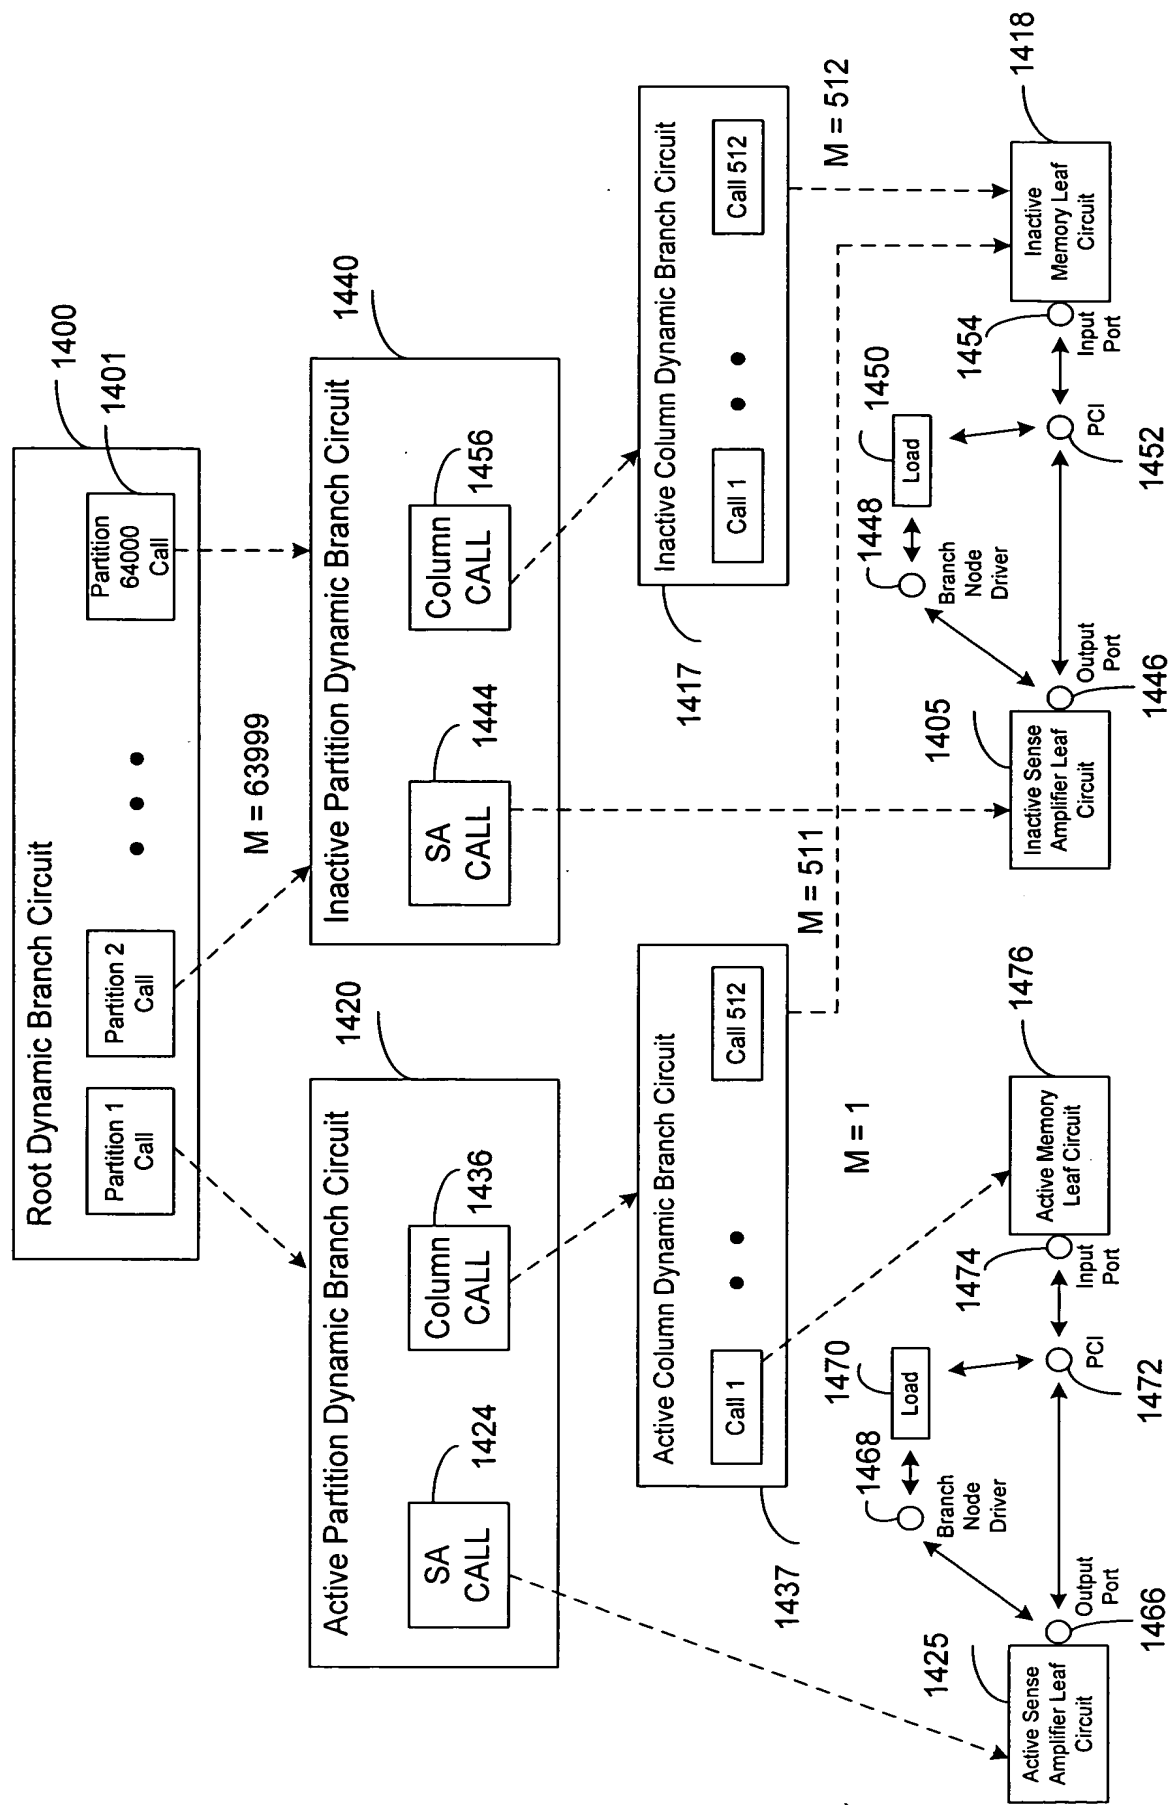 Root Dynamic Branch Circuit
1400
Partition 1
Call
Partition 2
Call
Partition
64000
Call
1401
M = 63999
Active Partition Dynamic Branch Circuit
1420
SA
CALL
1424
Column
CALL
1436
Inactive Partition Dynamic Branch Circuit
1440
SA
CALL
1444
Column
CALL
1456
Active Column Dynamic Branch Circuit
Call 1
Call 512
1437
M = 1
M = 511
Inactive Column Dynamic Branch Circuit
Call 1
Call 512
1417
M = 512
1425
Active Sense
Amplifier Leaf
Circuit
Output
Port
1466
1468
Branch
Node
Driver
1470
Load
PCI
1472
1474
Input
Port
Active Memory
Leaf Circuit
1476
1405
Inactive Sense
Amplifier Leaf
Circuit
Output
Port
1446
1448
Branch
Node
Driver
1450
Load
PCI
1452
1454
Input
Port
Inactive
Memory Leaf
Circuit
1418